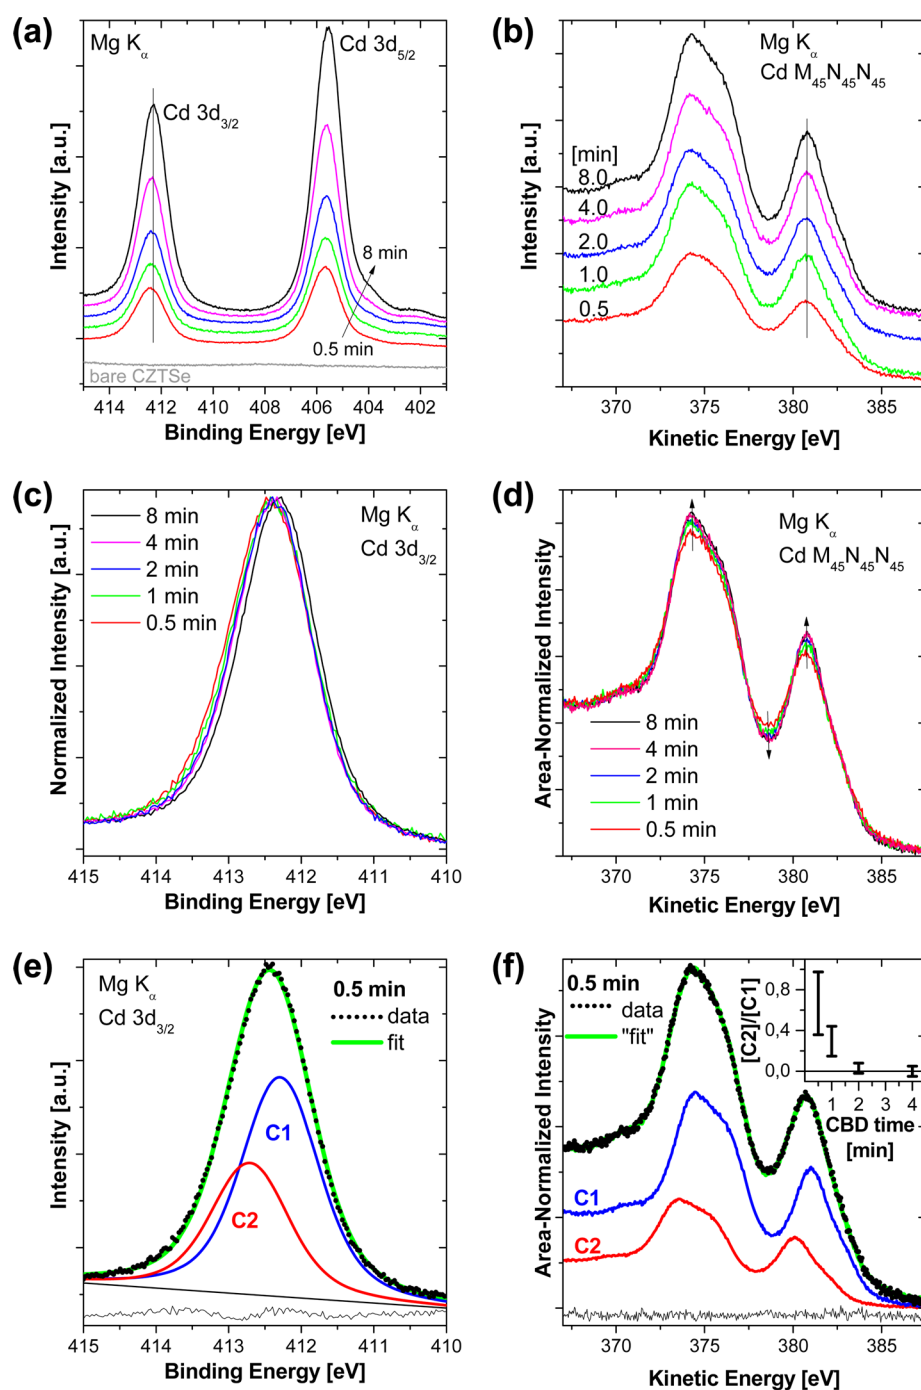 (a)
Mg Kα
Cd 3d5/2
Cd 3d3/2
8 min
0.5 min
bare CZTSe
Intensity [a.u.]
414 412 410 408 406 404 402
Binding Energy [eV]
(b)
Mg Kα
Cd M45N45N45
[min]
8.0
4.0
2.0
1.0
0.5
Intensity [a.u.]
370 375 380 385
Kinetic Energy [eV]
(c)
8 min
4 min
2 min
1 min
0.5 min
Mg Kα
Cd 3d3/2
Normalized Intensity [a.u.]
415 414 413 412 411 410
Binding Energy [eV]
(d)
Mg Kα
Cd M45N45N45
8 min
4 min
2 min
1 min
0.5 min
Area-Normalized Intensity
370 375 380 385
Kinetic Energy [eV]
(e)
Mg Kα
Cd 3d3/2
0.5 min
data
fit
C1
C2
Intensity [a.u.]
415 414 413 412 411 410
Binding Energy [eV]
(f)
0.5 min
data
"fit"
[C2]/[C1]
0,8
0,4
0,0
1 2 4
CBD time
[min]
C1
C2
Area-Normalized Intensity
370 375 380 385
Kinetic Energy [eV]